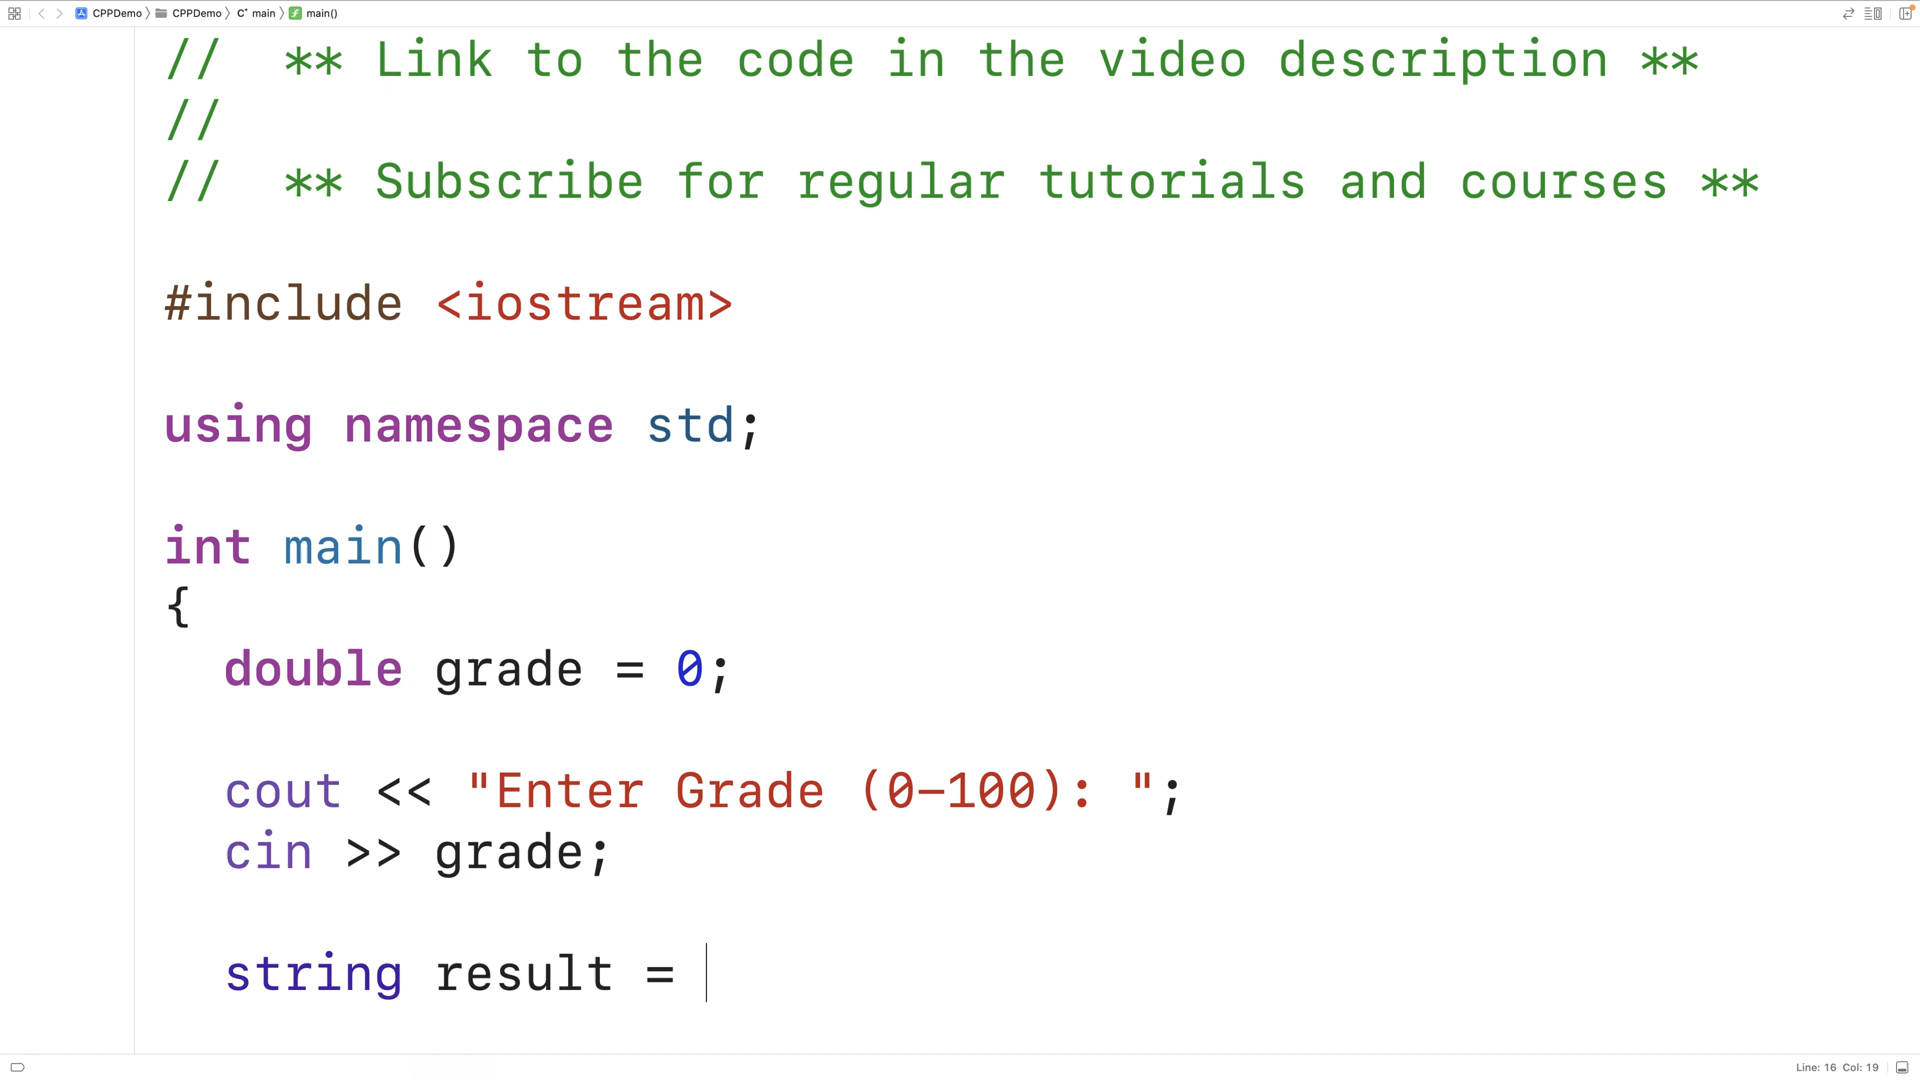 CPPDemo CPPDemo C+ main f main()
//  ** Link to the code in the video description **
//
//  ** Subscribe for regular tutorials and courses **
#include <iostream>
using namespace std;
int main()
{
  double grade = 0;
  cout << "Enter Grade (0-100): ";
  cin >> grade;
  string result =
Line: 16 Col: 19